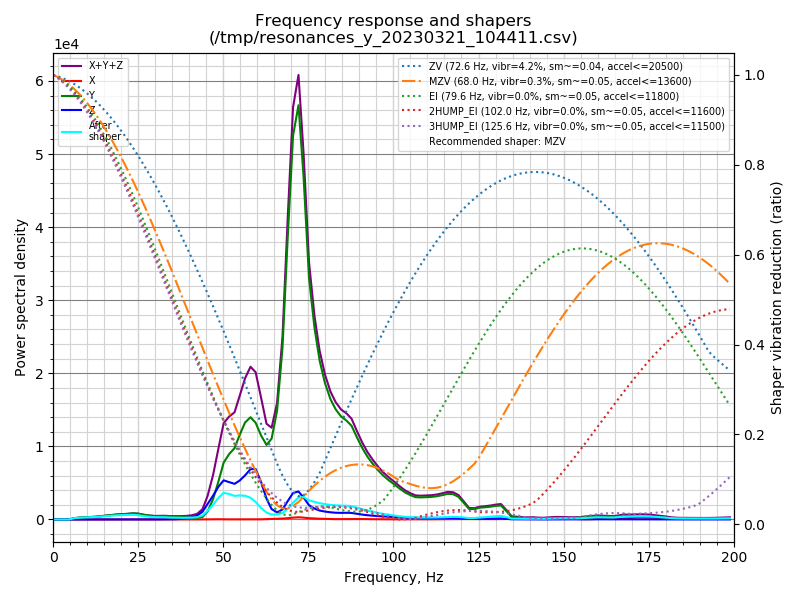 Frequency response and shapers
(/tmp/resonances_y_20230321_104411.csv)
1e4
X+Y+Z
X
Y
Z
After
shaper
ZV (72.6 Hz, vibr=4.2%, sm~=0.04, accel<=20500)
MZV (68.0 Hz, vibr=0.3%, sm~=0.05, accel<=13600)
EI (79.6 Hz, vibr=0.0%, sm~=0.05, accel<=11800)
2HUMP_EI (102.0 Hz, vibr=0.0%, sm~=0.05, accel<=11600)
3HUMP_EI (125.6 Hz, vibr=0.0%, sm~=0.05, accel<=11500)
Recommended shaper: MZV
Power spectral density
6
5
4
3
2
1
0
1.0
0.8
0.6
0.4
0.2
0.0
Shaper vibration reduction (ratio)
0 25 50 75 100 125 150 175 200
Frequency, Hz